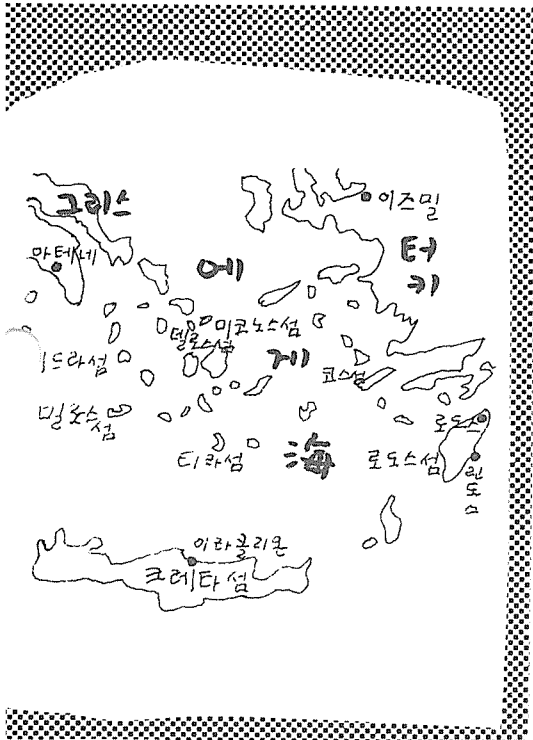 그리스
이즈밀
아테네
에
터
키
미코노스섬
델로스섬
게
드라섬
코스섬
밀로스
섬
티라섬
海
로도스섬
로도스
린도스
이라클리온
크레타섬